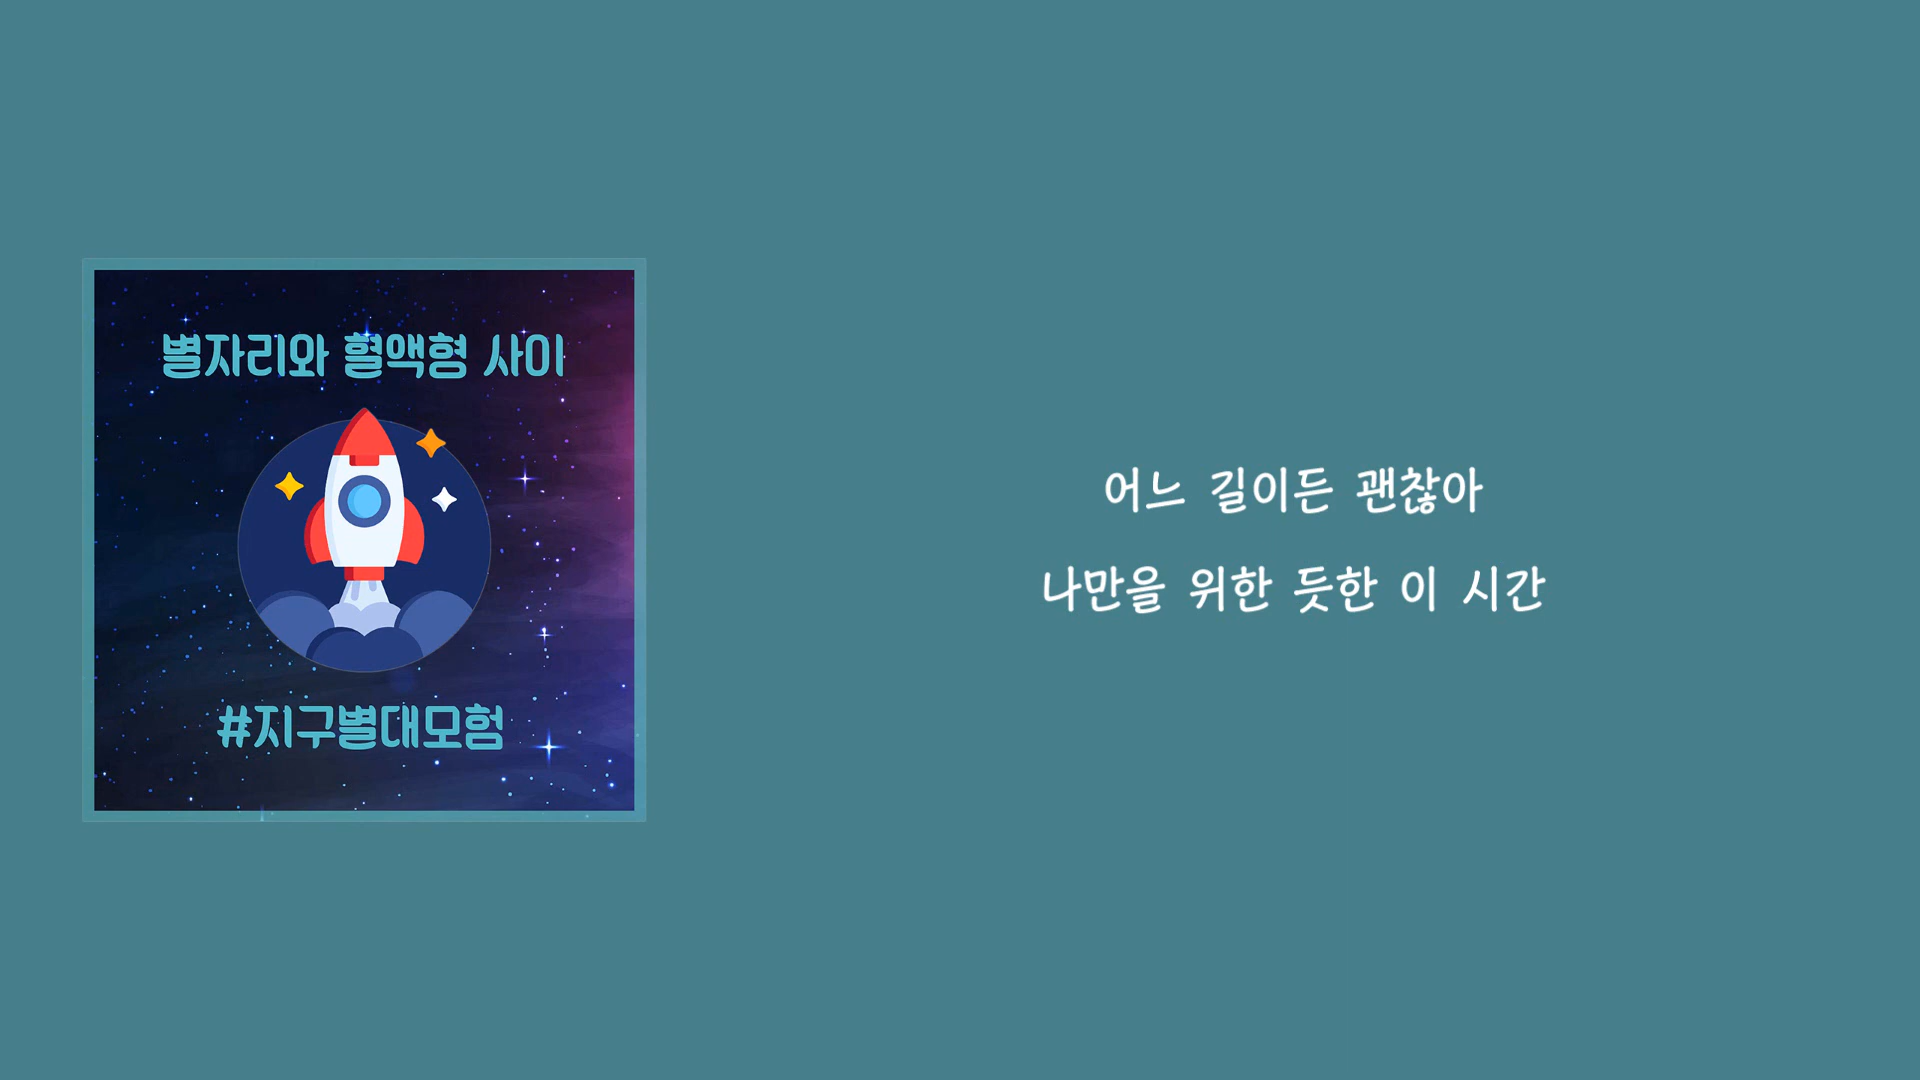 별자리와 혈액형 사이
#지구별대모험
어느 길이든 괜찮아
나만을 위한 듯한 이 시간